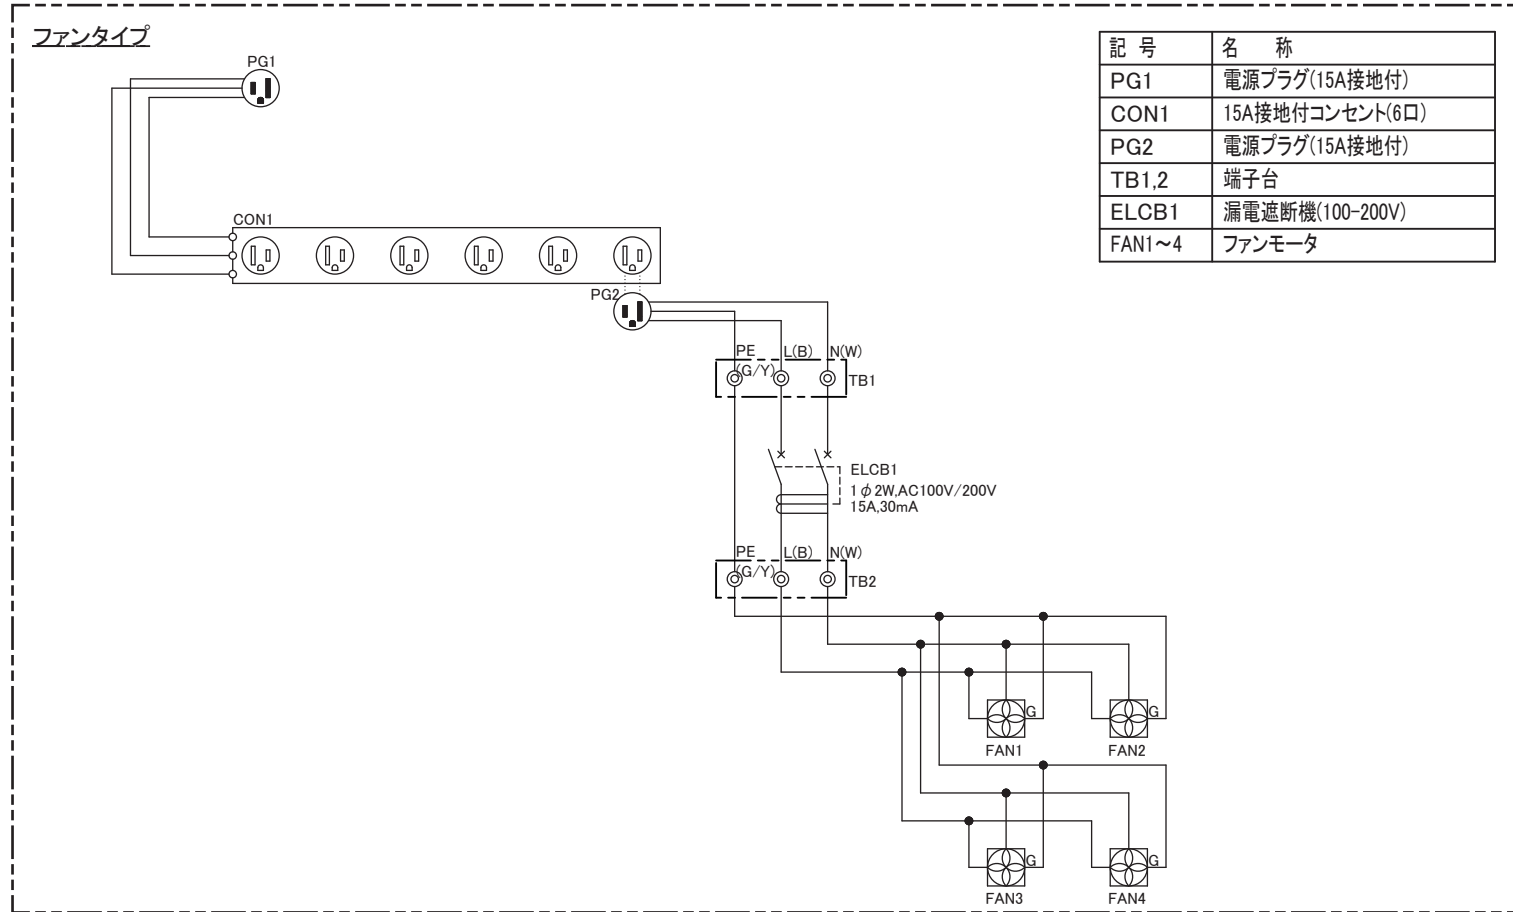 ファンタイプ
記 号 名 称
PG1 電源プラグ(15A接地付)
CON1 15A接地付コンセント(6口)
PG2 電源プラグ(15A接地付)
TB1,2 端子台
ELCB1 漏電遮断機(100-200V)
FAN1～4 ファンモータ
PG1
CON1
PG2
PE L(B) N(W)
(G/Y)
TB1
ELCB1
1φ2W,AC100V/200V
15A,30mA
PE L(B) N(W)
(G/Y)
TB2
G G
FAN1 FAN2
G G
FAN3 FAN4